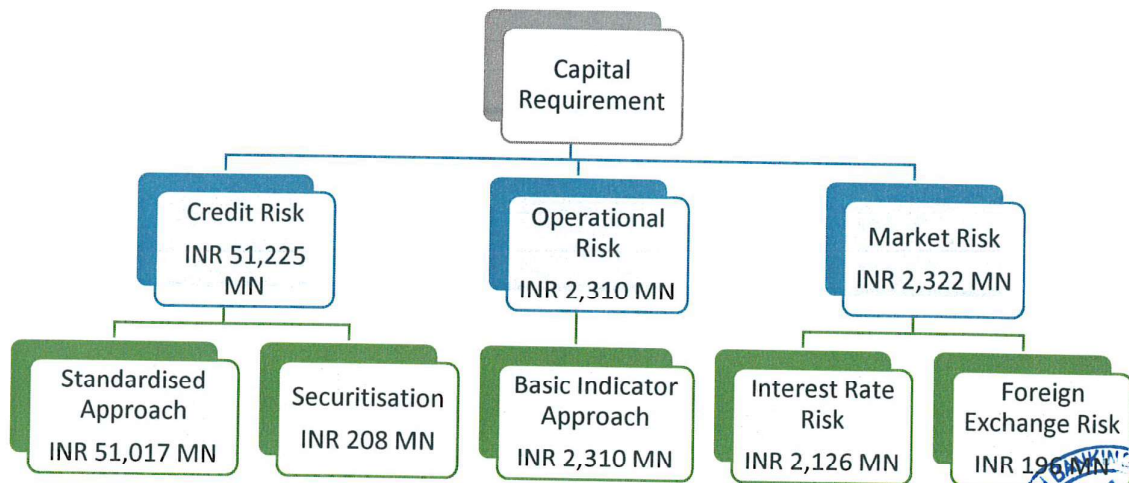 Capital
Requirement
Credit Risk
INR 51,225
MN
Operational
Risk
INR 2,310 MN
Market Risk
INR 2,322 MN
Standardised
Approach
INR 51,017 MN
Securitisation
INR 208 MN
Basic Indicator
Approach
INR 2,310 MN
Interest Rate
Risk
INR 2,126 MN
Foreign
Exchange Risk
INR 196 MN
BANKING